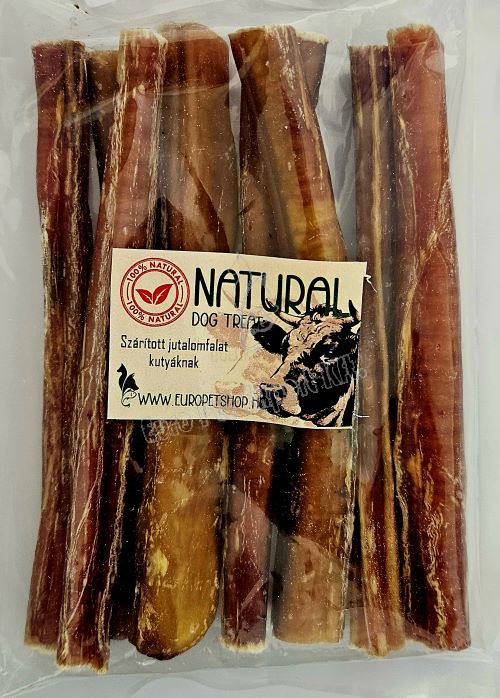 100% NATURAL
100% NATURAL
NATURAL
DOG TREAT
Szárított jutalomfalat
kutyáknak
WWW.EUROPETSHOP.HU